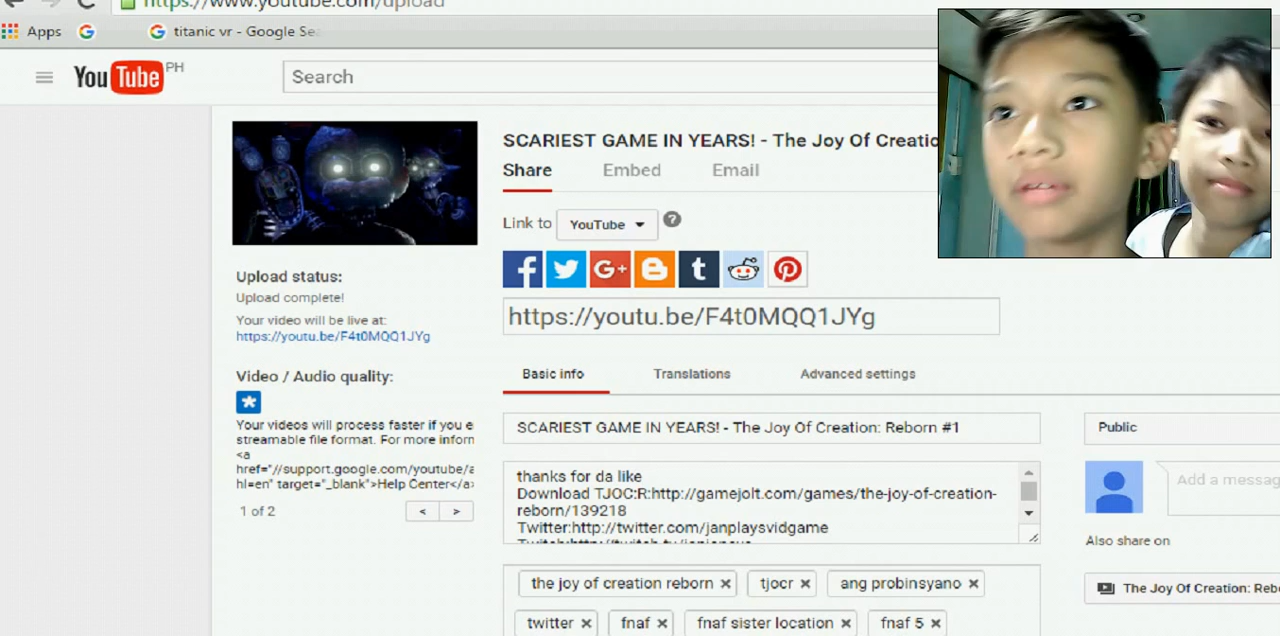 https://www.youtube.com/upload
Apps
titanic vr - Google Sea
YouTube PH
Search
SCARIEST GAME IN YEARS! - The Joy Of Creatio
Share Embed Email
Link to YouTube ?
https://youtu.be/F4t0MQQ1JYg
Upload status:
Upload complete!
Your video will be live at:
https://youtu.be/F4t0MQQ1JYg
Video / Audio quality:
Your videos will process faster if you e
streamable file format. For more inforn
<a
href="//support.google.com/youtube/a
hl=en" target="_blank">Help Center</a>
1 of 2 < >
Basic info Translations Advanced settings
SCARIEST GAME IN YEARS! - The Joy Of Creation: Reborn #1
thanks for da like
Download TJOC:R:http://gamejolt.com/games/the-joy-of-creation-
reborn/139218
Twitter:http://twitter.com/janplaysvidgame
the joy of creation reborn × tjocr × ang probinsyano ×
twitter × fnaf × fnaf sister location × fnaf 5 ×
Public
Add a messag
Also share on
The Joy Of Creation: Reb